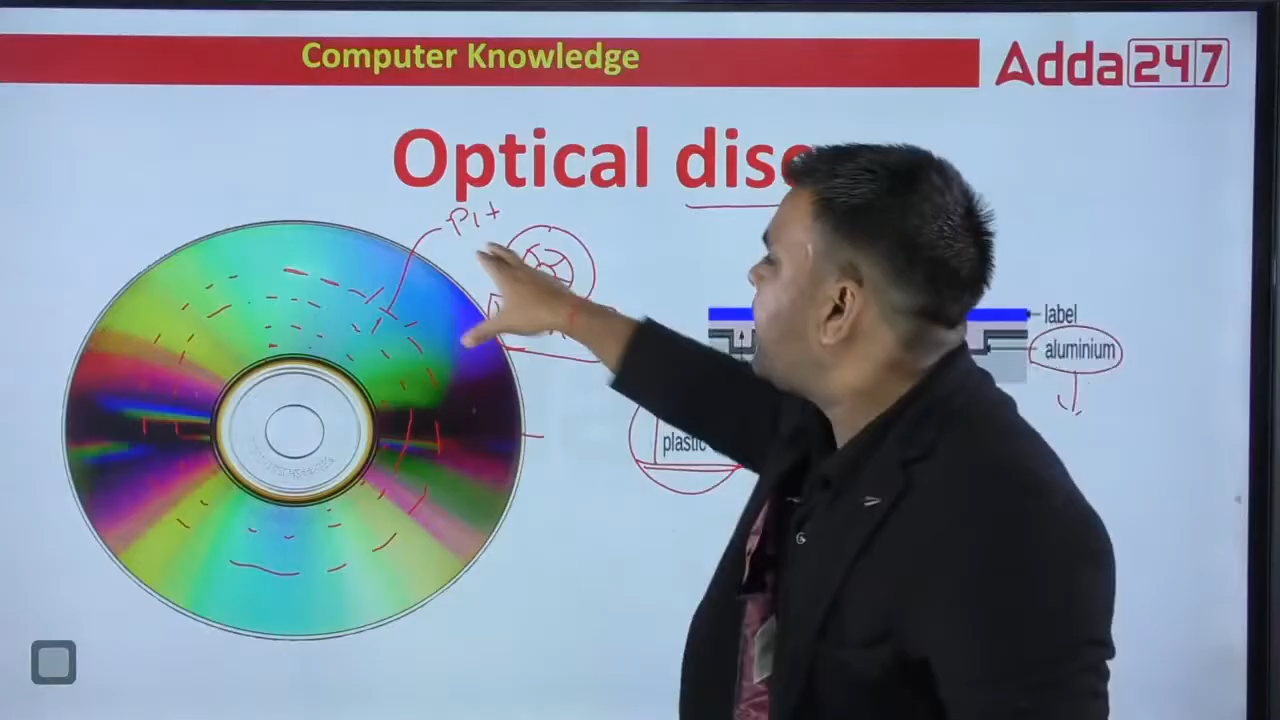 Computer Knowledge
Adda247
Optical disc
Pit
label
aluminium
plastic